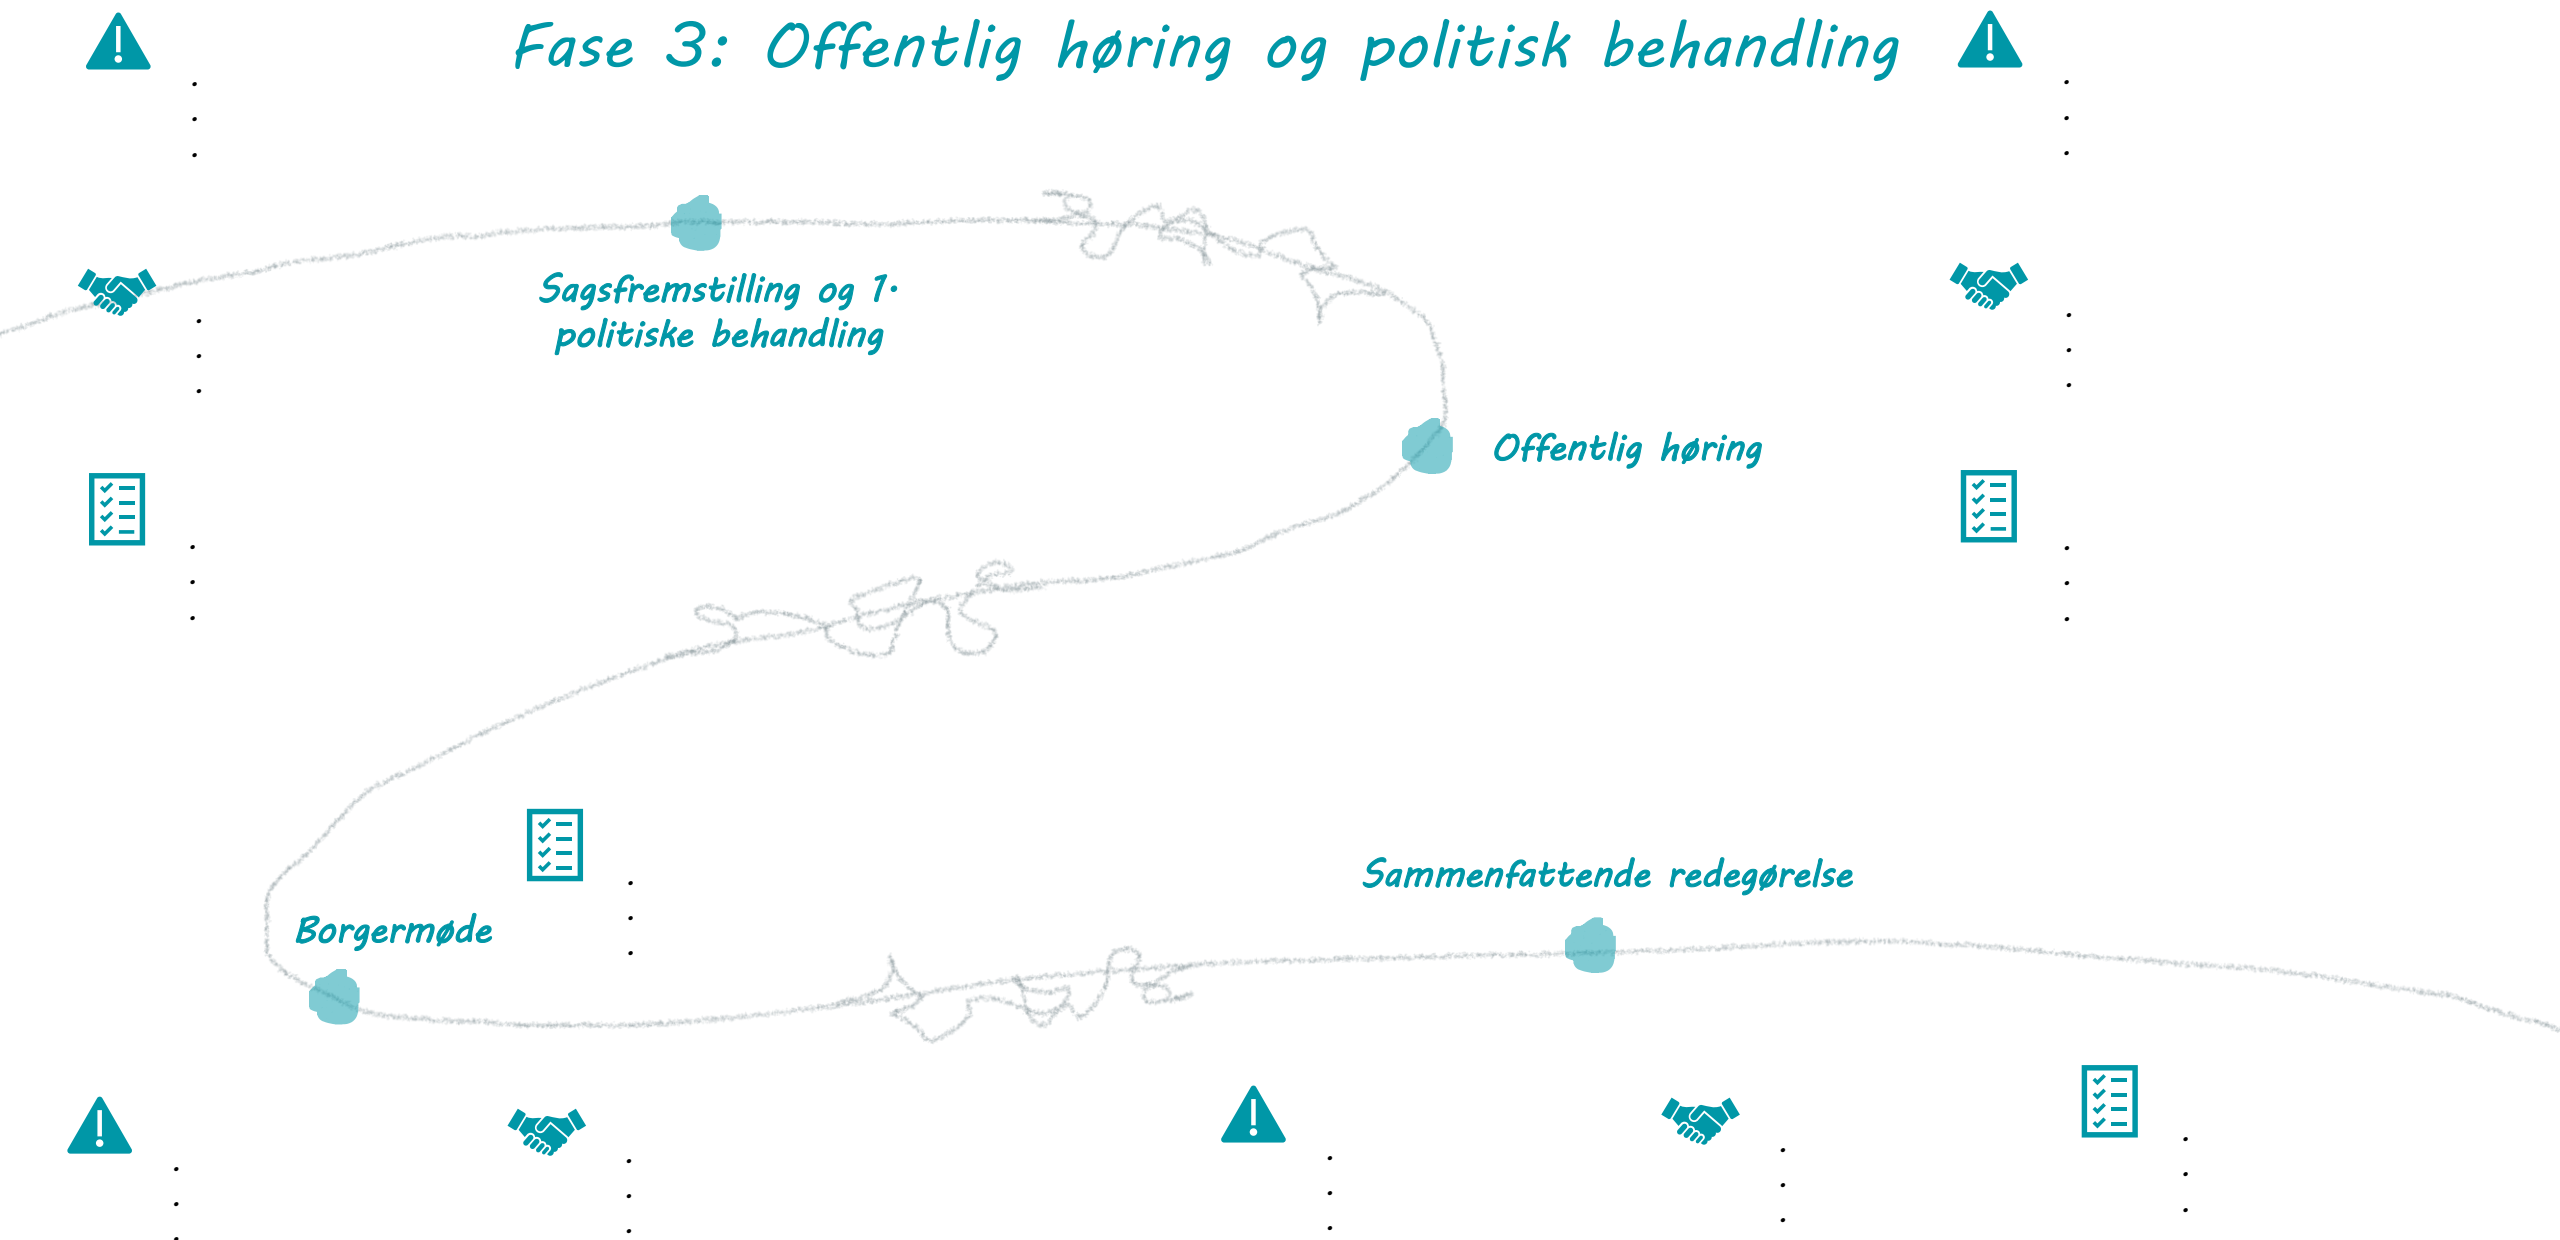 Fase 3: Offentlig høring og politisk behandling
Sagsfremstilling og 1.
politiske behandling
Offentlig høring
Sammenfattende redegørelse
Borgermøde